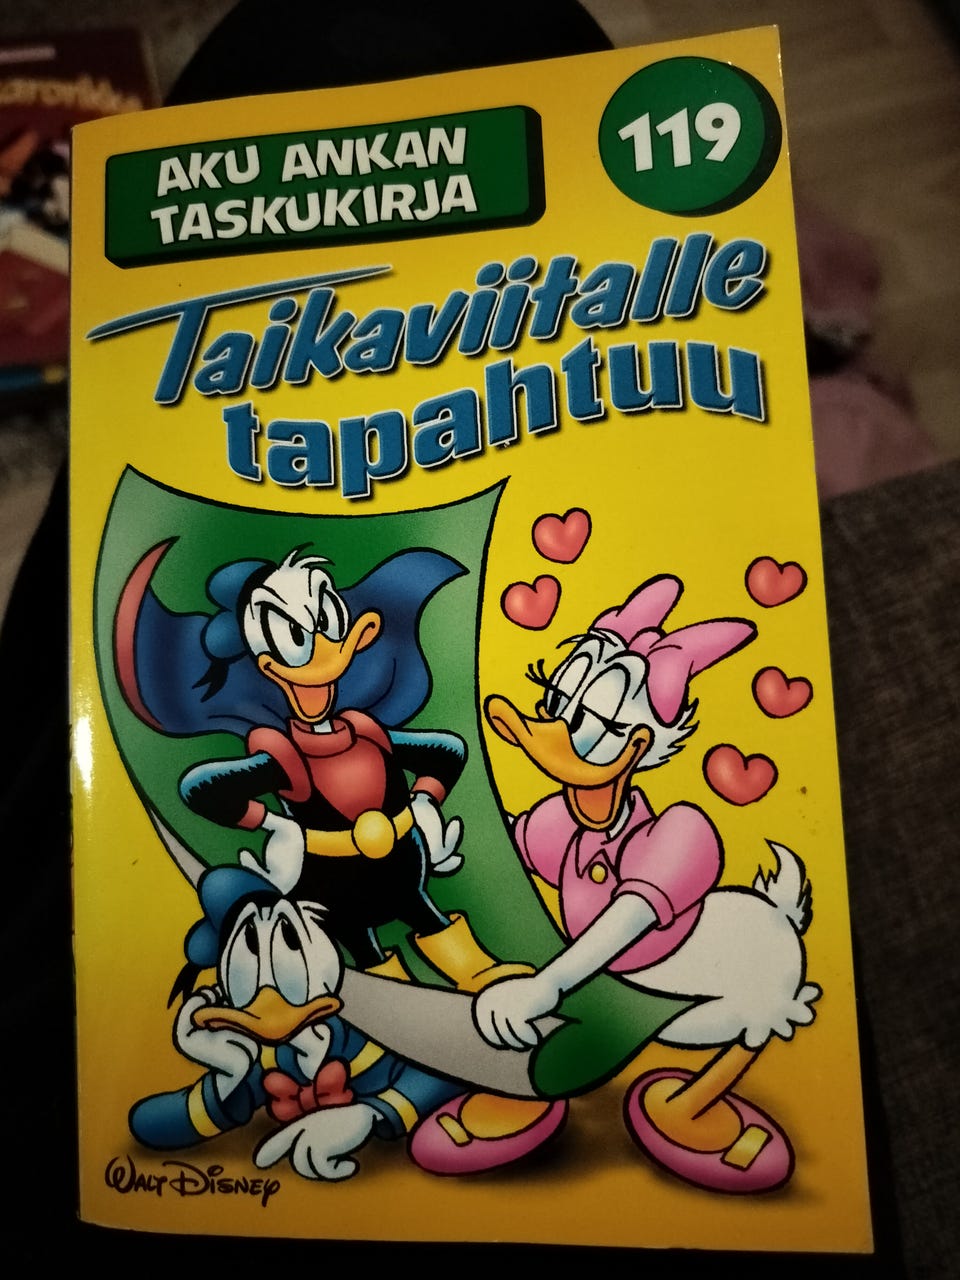 AKU ANKAN
TASKUKIRJA
119
Taikaviitalle
tapahtuu
WALT DISNEY